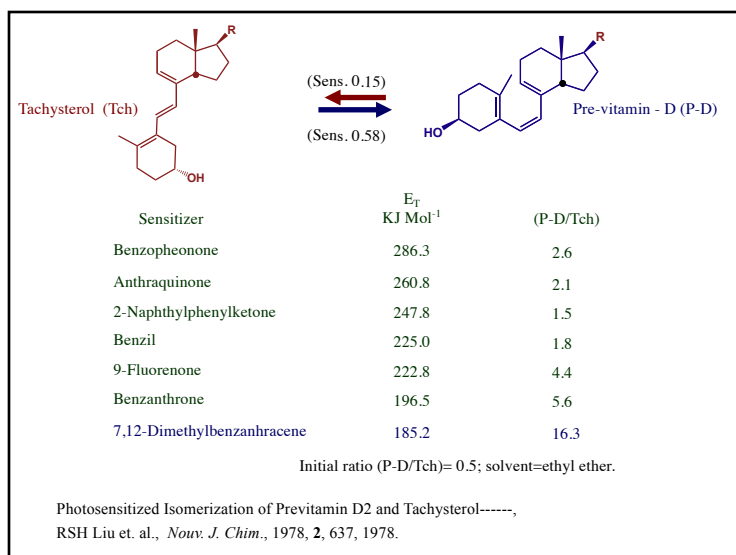 R
R
(Sens. 0.15)
Tachysterol (Tch)
Pre-vitamin - D (P-D)
(Sens. 0.58)
HO
OH
Sensitizer
E_T
KJ Mol⁻¹
(P-D/Tch)
Benzopheonone 286.3 2.6
Anthraquinone 260.8 2.1
2-Naphthylphenylketone 247.8 1.5
Benzil 225.0 1.8
9-Fluorenone 222.8 4.4
Benzanthrone 196.5 5.6
7,12-Dimethylbenzanhracene 185.2 16.3
Initial ratio (P-D/Tch)= 0.5; solvent=ethyl ether.
Photosensitized Isomerization of Previtamin D2 and Tachysterol------,
RSH Liu et. al., Nouv. J. Chim., 1978, 2, 637, 1978.